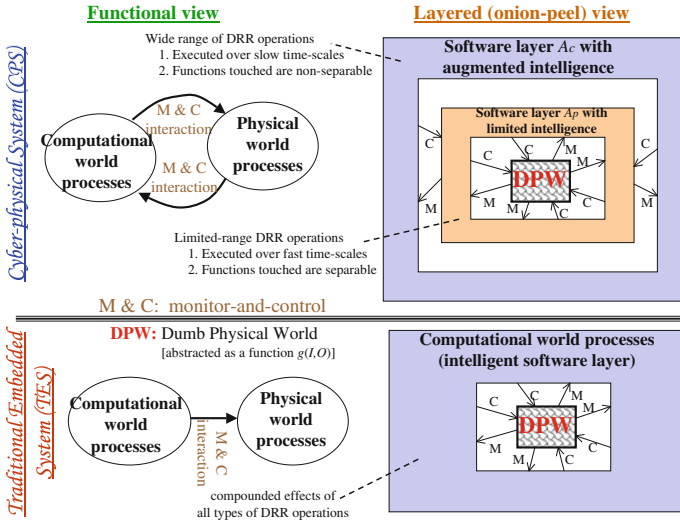 Functional view
Layered (onion-peel) view
Cyber-physical System (CPS)
Wide range of DRR operations
1. Executed over slow time-scales
2. Functions touched are non-separable
Software layer Ac with
augmented intelligence
M & C
interaction
Computational
world
processes
Physical
world
processes
M & C
interaction
Software layer Ap with
limited intelligence
C
M
C
M
C
M
C
M
DPW
M
C
M
C
Limited-range DRR operations
1. Executed over fast time-scales
2. Functions touched are separable
M & C: monitor-and-control
Traditional Embedded
System (TES)
DPW: Dumb Physical World
[abstracted as a function g(I,O)]
Computational
world
processes
M & C
interaction
Physical
world
processes
Computational world processes
(intelligent software layer)
C
M
C
M
DPW
C
M
M
C
compounded effects of
all types of DRR operations